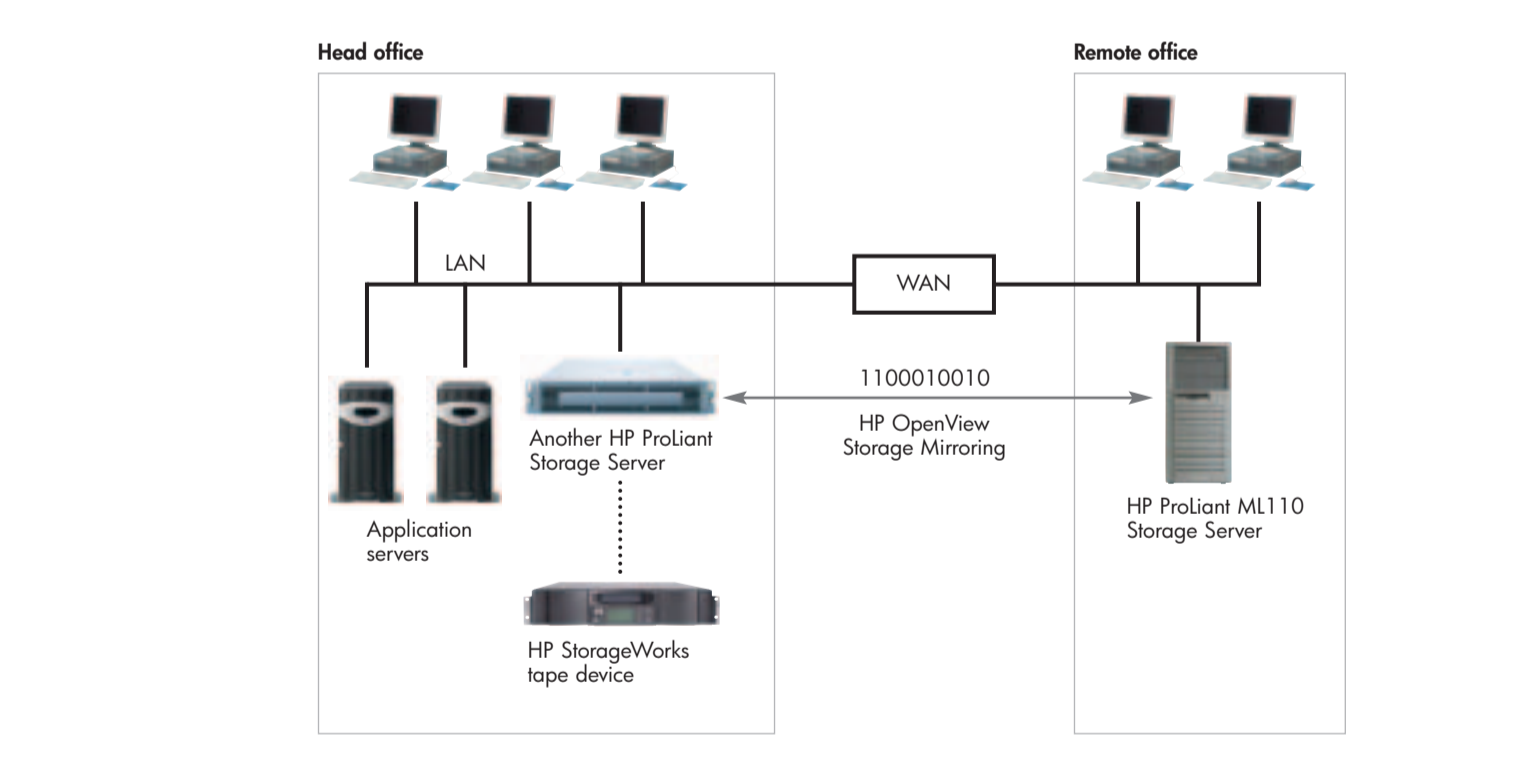 Head office
Remote office
LAN
WAN
1100010010
HP OpenView
Storage Mirroring
Another HP ProLiant
Storage Server
Application
servers
HP ProLiant ML110
Storage Server
HP StorageWorks
tape device